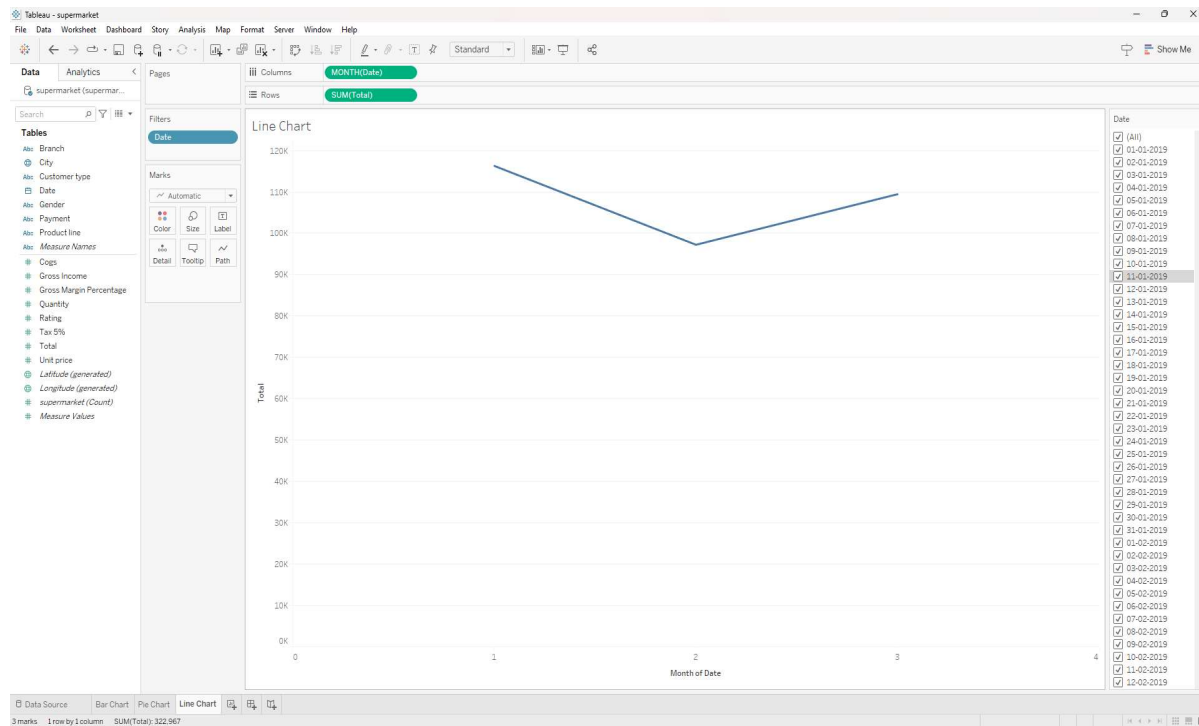 Tableau - supermarket
File Data Worksheet Dashboard Story Analysis Map Format Server Window Help
Standard
Show Me
Data Analytics
supermarket (supermar...
Search
Tables
Abc Branch
City
Abc Customer type
Date
Abc Gender
Abc Payment
Abc Product line
Abc Measure Names
# Cogs
# Gross Income
# Gross Margin Percentage
# Quantity
# Rating
# Tax 5%
# Total
# Unit price
Latitude (generated)
Longitude (generated)
# supermarket (Count)
# Measure Values
Pages
Filters
Date
Marks
Automatic
Color Size Label
Detail Tooltip Path
Columns MONTH(Date)
Rows SUM(Total)
Line Chart
120K
110K
100K
90K
80K
70K
60K
50K
40K
30K
20K
10K
0K
Total
0 1 2 3 4
Month of Date
Date
(All)
01-01-2019
02-01-2019
03-01-2019
04-01-2019
05-01-2019
06-01-2019
07-01-2019
08-01-2019
09-01-2019
10-01-2019
11-01-2019
12-01-2019
13-01-2019
14-01-2019
15-01-2019
16-01-2019
17-01-2019
18-01-2019
19-01-2019
20-01-2019
21-01-2019
22-01-2019
23-01-2019
24-01-2019
25-01-2019
26-01-2019
27-01-2019
28-01-2019
29-01-2019
30-01-2019
31-01-2019
01-02-2019
02-02-2019
03-02-2019
04-02-2019
05-02-2019
06-02-2019
07-02-2019
08-02-2019
09-02-2019
10-02-2019
11-02-2019
12-02-2019
Data Source Bar Chart Pie Chart Line Chart
3 marks 1 row by 1 column SUM(Total): 322,967